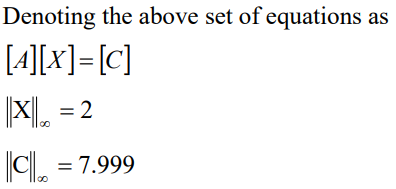 Denoting the above set of equations as
[A][X]=[C]
‖X‖∞ = 2
‖C‖∞ = 7.999